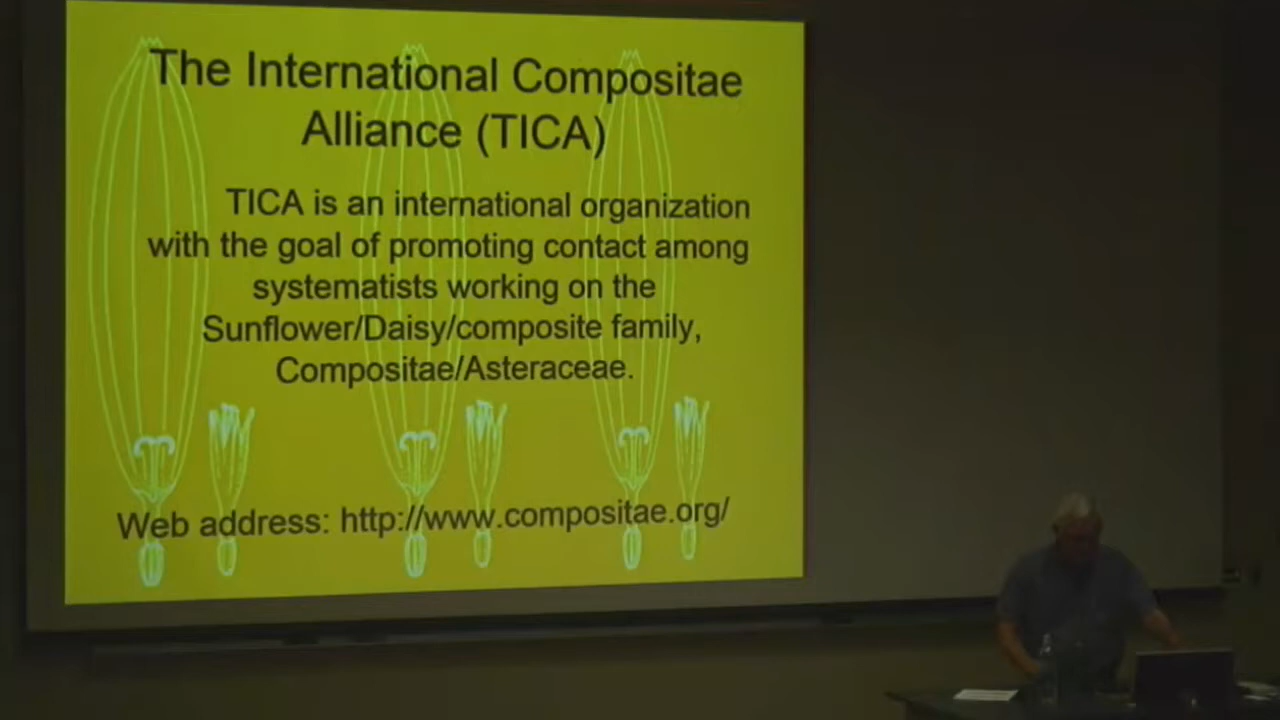 The International Compositae
Alliance (TICA)
TICA is an international organization
with the goal of promoting contact among
systematists working on the
Sunflower/Daisy/composite family,
Compositae/Asteraceae.
Web address: http://www.compositae.org/